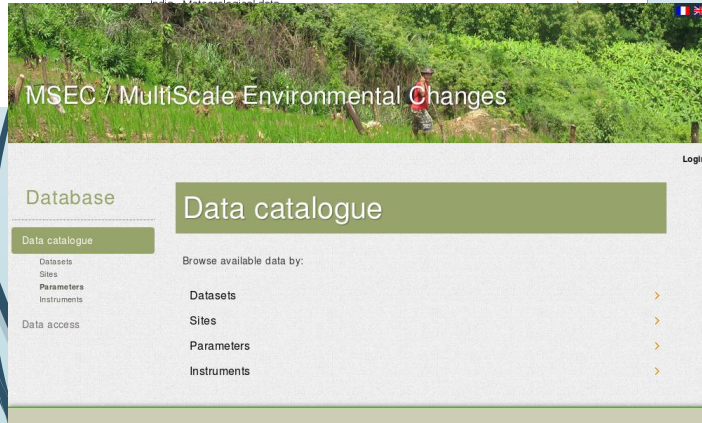 MSEC / MultiScale Environmental Changes
Login
Database
Data catalogue
Datasets
Sites
Parameters
Instruments
Data access
Data catalogue
Browse available data by:
Datasets
Sites
Parameters
Instruments